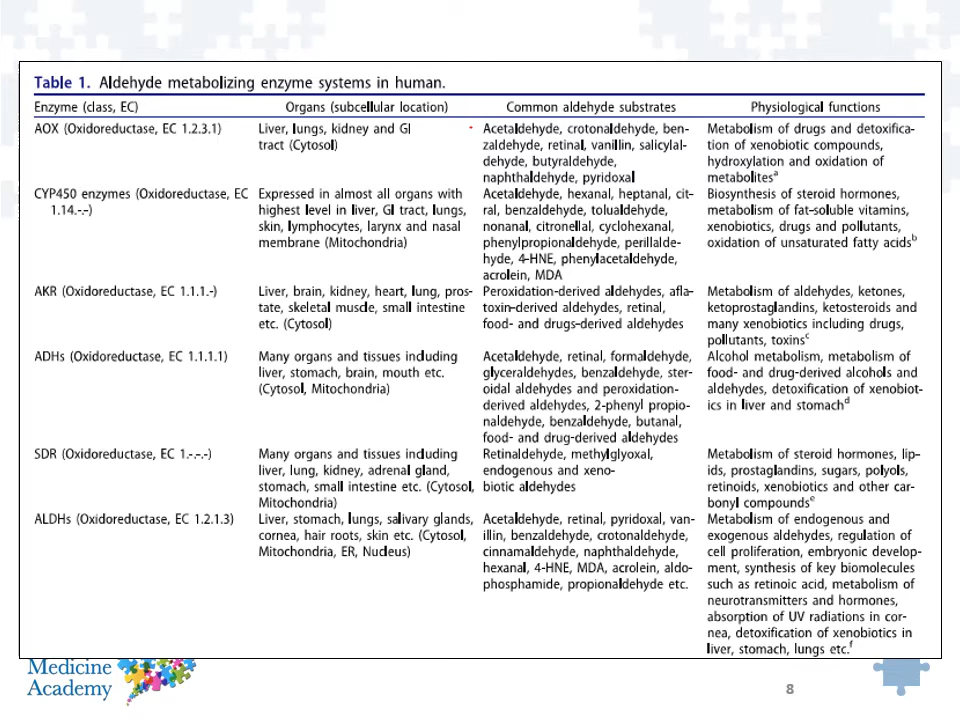 Table 1. Aldehyde metabolizing enzyme systems in human.
Enzyme (class, EC) Organs (subcellular location) Common aldehyde substrates Physiological functions
AOX (Oxidoreductase, EC 1.2.3.1)
Liver, lungs, kidney and GI
tract (Cytosol)
Acetaldehyde, crotonaldehyde, ben-
zaldehyde, retinal, vanillin, salicylal-
dehyde, butyraldehyde,
naphthaldehyde, pyridoxal
Metabolism of drugs and detoxifica-
tion of xenobiotic compounds,
hydroxylation and oxidation of
metabolitesa
CYP450 enzymes (Oxidoreductase, EC
1.14.-.-)
Expressed in almost all organs with
highest level in liver, GI tract, lungs,
skin, lymphocytes, larynx and nasal
membrane (Mitochondria)
Acetaldehyde, hexanal, heptanal, cit-
ral, benzaldehyde, tolualdehyde,
nonanal, citronellal, cyclohexanal,
phenylpropionaldehyde, perillalde-
hyde, 4-HNE, phenylacetaldehyde,
acrolein, MDA
Biosynthesis of steroid hormones,
metabolism of fat-soluble vitamins,
xenobiotics, drugs and pollutants,
oxidation of unsaturated fatty acidsb
AKR (Oxidoreductase, EC 1.1.1.-)
Liver, brain, kidney, heart, lung, pros-
tate, skeletal muscle, small intestine
etc. (Cytosol)
Peroxidation-derived aldehydes, afla-
toxin-derived aldehydes, retinal,
food- and drugs-derived aldehydes
Metabolism of aldehydes, ketones,
ketoprostaglandins, ketosteroids and
many xenobiotics including drugs,
pollutants, toxinsc
ADHs (Oxidoreductase, EC 1.1.1.1)
Many organs and tissues including
liver, stomach, brain, mouth etc.
(Cytosol, Mitochondria)
Acetaldehyde, retinal, formaldehyde,
glyceraldehydes, benzaldehyde, ster-
oidal aldehydes and peroxidation-
derived aldehydes, 2-phenyl propio-
naldehyde, benzaldehyde, butanal,
food- and drug-derived aldehydes
Alcohol metabolism, metabolism of
food- and drug-derived alcohols and
aldehydes, detoxification of xenobiot-
ics in liver and stomachd
SDR (Oxidoreductase, EC 1.-.-.-)
Many organs and tissues including
liver, lung, kidney, adrenal gland,
stomach, small intestine etc. (Cytosol,
Mitochondria)
Retinaldehyde, methylglyoxal,
endogenous and xeno-
biotic aldehydes
Metabolism of steroid hormones, lip-
ids, prostaglandins, sugars, polyols,
retinoids, xenobiotics and other car-
bonyl compoundse
ALDHs (Oxidoreductase, EC 1.2.1.3)
Liver, stomach, lungs, salivary glands,
cornea, hair roots, skin etc. (Cytosol,
Mitochondria, ER, Nucleus)
Acetaldehyde, retinal, pyridoxal, van-
illin, benzaldehyde, crotonaldehyde,
cinnamaldehyde, naphthaldehyde,
hexanal, 4-HNE, MDA, acrolein, aldo-
phosphamide, propionaldehyde etc.
Metabolism of endogenous and
exogenous aldehydes, regulation of
cell proliferation, embryonic develop-
ment, synthesis of key biomolecules
such as retinoic acid, metabolism of
neurotransmitters and hormones,
absorption of UV radiations in cor-
nea, detoxification of xenobiotics in
liver, stomach, lungs etc.f
Medicine
Academy
8